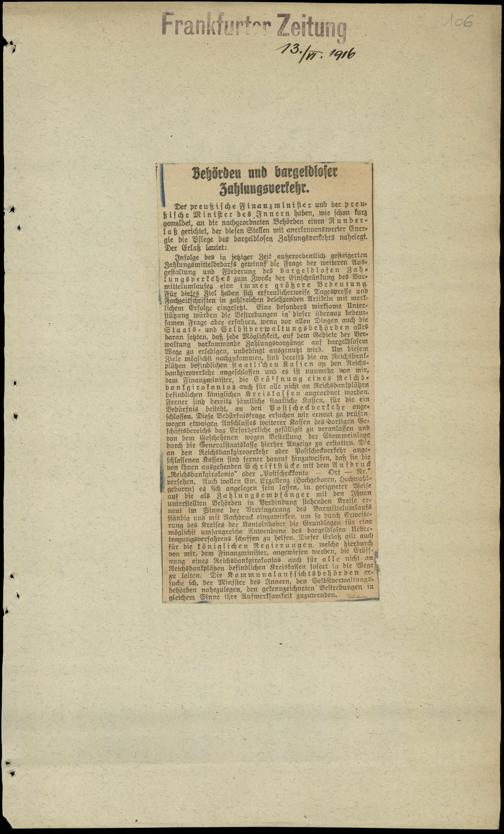 Frankfurter Zeitung
106
13./VI. 1916
Behörden und bargeldloser
Zahlungsverkehr.
Der preußische Finanzminister und der preu-
ßische Minister des Innern haben, wie schon kurz
gemeldet, an die nachgeordneten Behörden einen Runder-
laß gerichtet, der diesen Stellen mit anerkennenswerter Ener-
gie die Pflege des bargeldlosen Zahlungsverkehrs nahelegt.
Der Erlaß lautet:
Infolge des in jetziger Zeit außerordentlich gesteigerten
Zahlungsmittelbedarfs gewinnt die Frage der weiteren Aus-
gestaltung und Förderung des bargeldlosen Zah-
lungsverkehrs zum Zwecke der Einschränkung des Bar-
mittelumlaufes eine immer größere Bedeutung.
Für dieses Ziel haben sich erfreulicherweise Tagespresse und
Fachzeitschriften in zahlreichen belehrenden Artikeln mit merk-
lichem Erfolge eingesetzt. Eine besonders wirksame Unter-
stützung würden die Bestrebungen in dieser überaus bedeut-
samen Frage aber erfahren, wenn vor allen Dingen auch die
Staats- und Selbstverwaltungsbehörden alles
daran setzten, daß jede Möglichkeit, auf dem Gebiete der Ver-
waltung vorkommende Zahlungsvorgänge auf bargeldlosem
Wege zu erledigen, unbedingt ausgenutzt wird. Um diesem
Ziele möglichst nachzukommen, sind bereits die an Reichsbank-
plätzen befindlichen staatlichen Kassen an den Reichs-
bankgiroverkehr angeschlossen und es ist nunmehr von mir,
dem Finanzminister, die Eröffnung eines Reichs-
bankgirokontos auch für alle nicht an Reichsbankplätzen
befindlichen königlichen Kreiskassen angeordnet worden.
Ferner sind bereits sämtliche staatliche Kassen, für die ein
Bedürfnis besteht, an den Postscheckverkehr ange-
schlossen. Diese Bedürfnisfrage ersuchen wir erneut zu prüfen,
wegen etwaigen Anschlusses weiterer Kassen des dortigen Ge-
schäftsbereichs das Erforderliche gefälligst zu veranlassen und
von dem Geschehenen wegen Bestellung der Stammeinlage
durch die Generalstaatskasse hierher Anzeige zu erstatten. Die
an den Reichsbankgiroverkehr oder Postscheckverkehr ange-
schlossenen Kassen sind ferner darauf hinzuweisen, daß sie die
von ihnen ausgehenden Schriftstücke mit dem Aufdruck
„Reichsbankgirokonto“ oder „Postscheckkonto — Ort — Nr.“
versehen. Auch wollen Ew. Exzellenz (Hochgeboren, Hochwohl-
geboren) es sich angelegen sein lassen, in geeigneter Weise
auf die als Zahlungsempfänger mit den Ihnen
unterstellten Behörden in Verbindung stehenden Kreise er-
neut im Sinne der Verringerung des Barmittelumlaufs
ständig und mit Nachdruck einzuwirken, um so durch Erweite-
rung des Kreises der Kontoinhaber die Grundlagen für eine
möglichst umfangreiche Anwendung des bargeldlosen Ueber-
tragungsverfahrens schaffen zu helfen. Dieser Erlaß gilt auch
für die königlichen Regierungen, welche hierdurch
von mir, dem Finanzminister, angewiesen werden, die Eröff-
nung eines Reichsbankgirokontos auch für alle nicht an
Reichsbankplätzen befindlichen Kreiskassen sofort in die Wege
zu leiten. Die Kommunalaufsichtsbehörden er-
suche ich, der Minister des Innern, den Selbstverwaltungs-
behörden nahezulegen, den gekennzeichneten Bestrebungen in
gleichem Sinne ihre Aufmerksamkeit zuzuwenden.